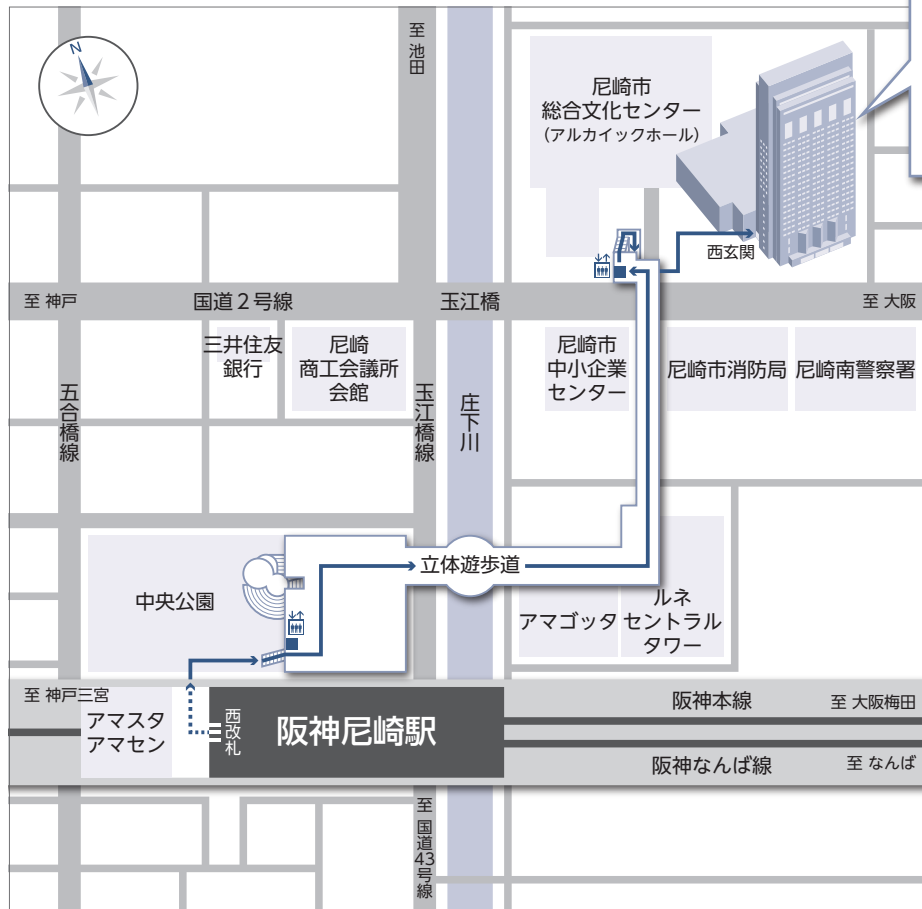 N
至
池
田
尼崎市
総合文化センター
(アルカイックホール)
西玄関
至 神戸
国道2号線
玉江橋
至 大阪
三井住友
銀行
尼崎
商工会議所
会館
尼崎市
中小企業
センター
尼崎市消防局
尼崎南警察署
五合橋線
玉江橋線
庄下川
立体遊歩道
中央公園
アマゴッタ
ルネ
セントラル
タワー
至 神戸三宮
アマスタ
アマセン
西改札
阪神尼崎駅
阪神本線
至 大阪梅田
阪神なんば線
至 なんば
至
国道43号線